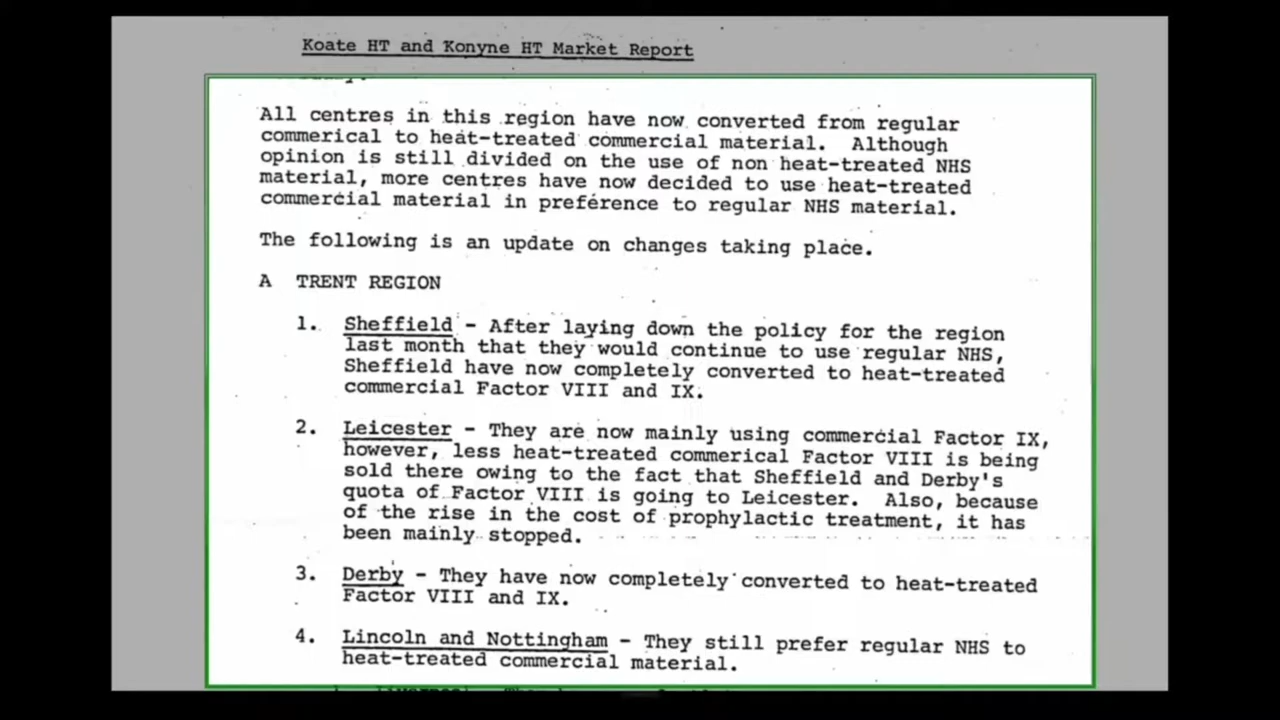 Koate HT and Konyne HT Market Report
All centres in this region have now converted from regular
commerical to heat-treated commercial material. Although
opinion is still divided on the use of non heat-treated NHS
material, more centres have now decided to use heat-treated
commercial material in preference to regular NHS material.
The following is an update on changes taking place.
A TRENT REGION
1. Sheffield - After laying down the policy for the region
last month that they would continue to use regular NHS,
Sheffield have now completely converted to heat-treated
commercial Factor VIII and IX.
2. Leicester - They are now mainly using commercial Factor IX,
however, less heat-treated commerical Factor VIII is being
sold there owing to the fact that Sheffield and Derby's
quota of Factor VIII is going to Leicester. Also, because
of the rise in the cost of prophylactic treatment, it has
been mainly stopped.
3. Derby - They have now completely converted to heat-treated
Factor VIII and IX.
4. Lincoln and Nottingham - They still prefer regular NHS to
heat-treated commercial material.